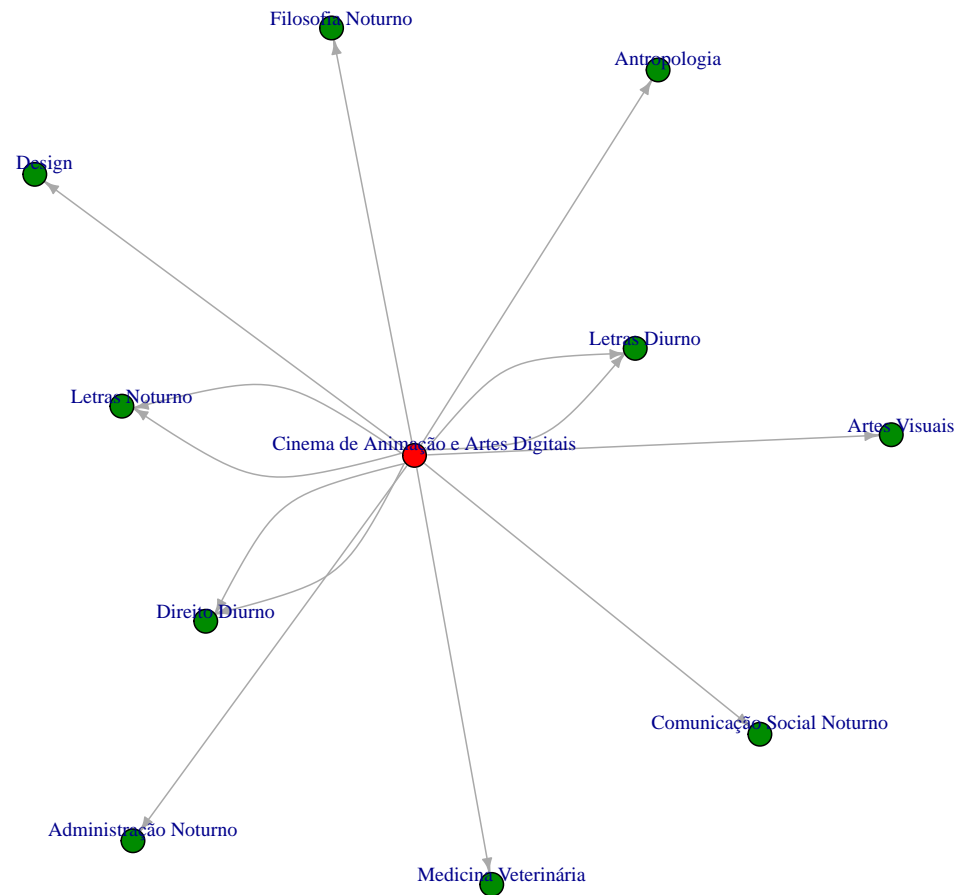 Filosofia Noturno
Antropologia
Design
Letras Diurno
Letras Noturno
Artes Visuais
Cinema de Animação e Artes Digitais
Direito Diurno
Comunicação Social Noturno
Administração Noturno
Medicina Veterinária